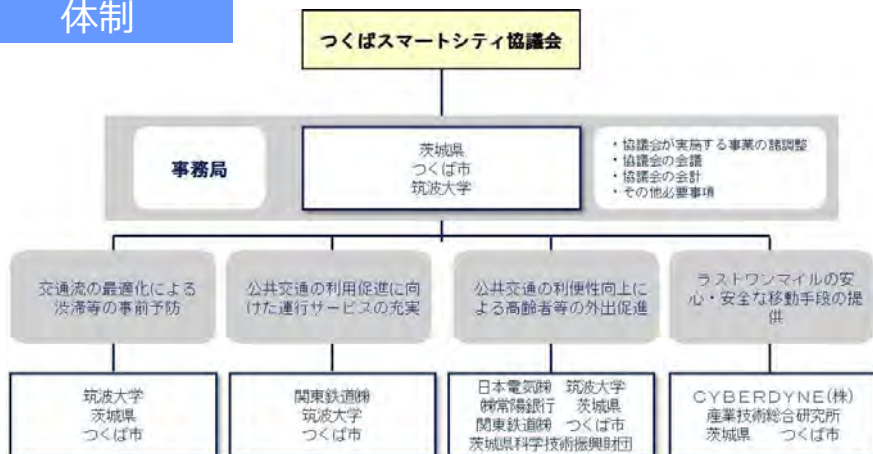 体制
つくばスマートシティ協議会
事務局
茨城県
つくば市
筑波大学
・協議会が実施する事業の諸調整
・協議会の会議
・協議会の会計
・その他必要事項
交通流の最適化による
渋滞等の事前予防
公共交通の利用促進に向
けた運行サービスの充実
公共交通の利便性向上に
よる高齢者等の外出促進
ラストワンマイルの安
心・安全な移動手段の提
供
筑波大学
茨城県
つくば市
関東鉄道㈱
筑波大学
つくば市
日本電気㈱　筑波大学
㈱常陽銀行　茨城県
関東鉄道㈱　つくば市
茨城県科学技術振興財団
ＣＹＢＥＲＤＹＮＥ(株)
産業技術総合研究所
茨城県　つくば市